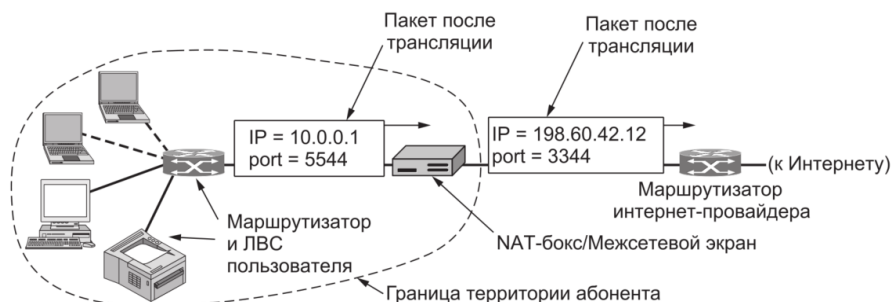 Пакет после
трансляции
Пакет после
трансляции
IP = 10.0.0.1
port = 5544
IP = 198.60.42.12
port = 3344
(к Интернету)
Маршрутизатор
и ЛВС
пользователя
Маршрутизатор
интернет-провайдера
NAT-бокс/Межсетевой экран
Граница территории абонента